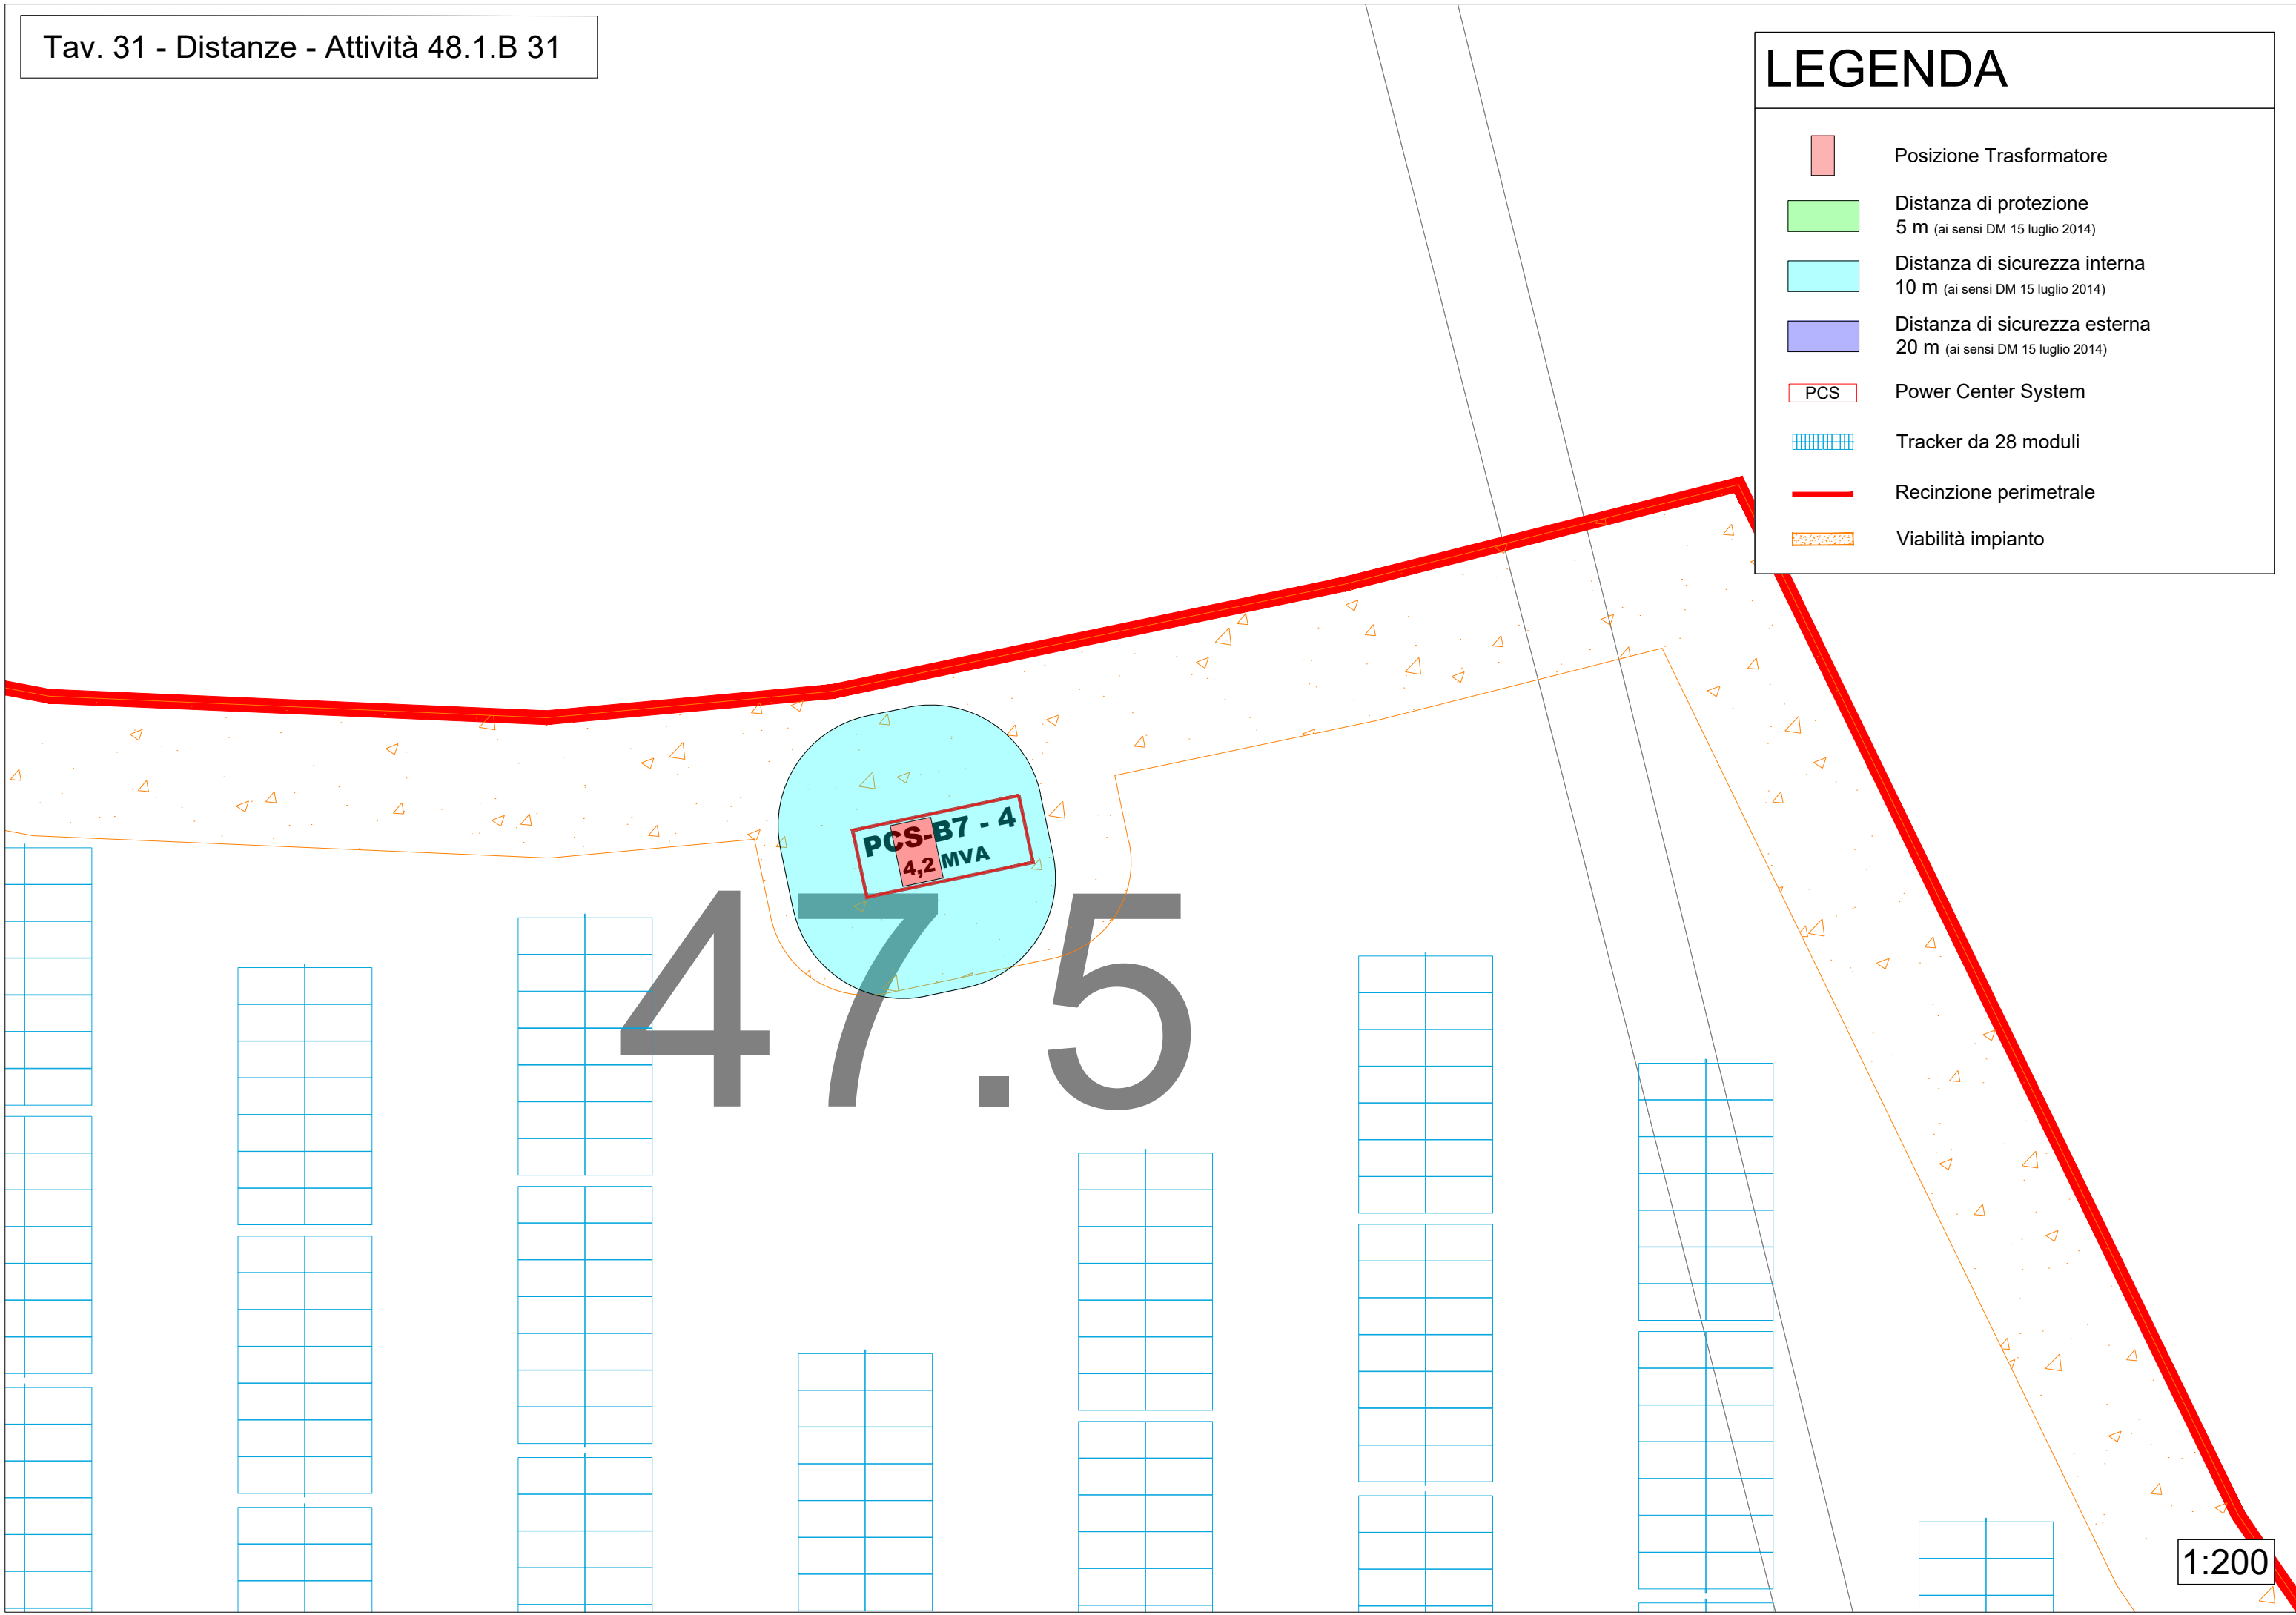 Tav. 31 - Distanze - Attività 48.1.B 31
LEGENDA
Posizione Trasformatore
Distanza di protezione
5 m (ai sensi DM 15 luglio 2014)
Distanza di sicurezza interna
10 m (ai sensi DM 15 luglio 2014)
Distanza di sicurezza esterna
20 m (ai sensi DM 15 luglio 2014)
PCS Power Center System
Tracker da 28 moduli
Recinzione perimetrale
Viabilità impianto
PCS-B7 - 4
4,2 MVA
47.5
1:200